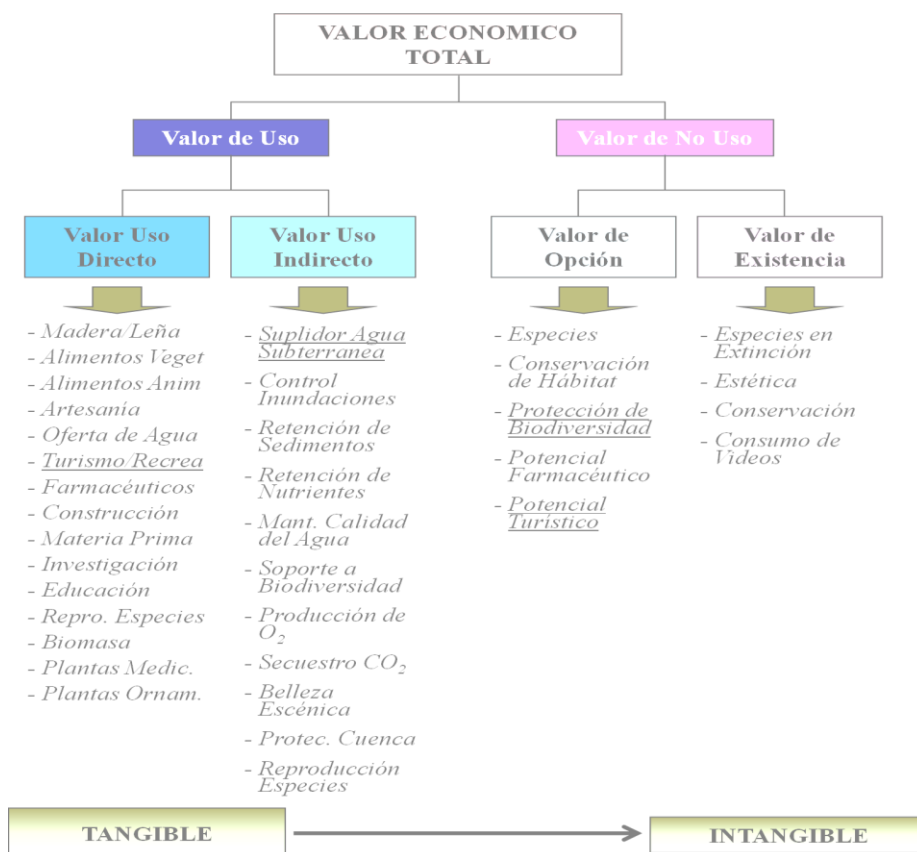 VALOR ECONOMICO
TOTAL
Valor de Uso
Valor de No Uso
Valor Uso
Directo
Valor Uso
Indirecto
Valor de
Opción
Valor de
Existencia
- Madera/Leña
- Alimentos Veget
- Alimentos Anim
- Artesanía
- Oferta de Agua
- Turismo/Recrea
- Farmacéuticos
- Construcción
- Materia Prima
- Investigación
- Educación
- Repro. Especies
- Biomasa
- Plantas Medic.
- Plantas Ornam.
- Suplidor Agua
Subterranea
- Control
Inundaciones
- Retención de
Sedimentos
- Retención de
Nutrientes
- Mant. Calidad
del Agua
- Soporte a
Biodiversidad
- Producción de
O₂
- Secuestro CO₂
- Belleza
Escénica
- Protec. Cuenca
- Reproducción
Especies
- Especies
- Conservación
de Hábitat
- Protección de
Biodiversidad
- Potencial
Farmacéutico
- Potencial
Turístico
- Especies en
Extinción
- Estética
- Conservación
- Consumo de
Videos
TANGIBLE
INTANGIBLE